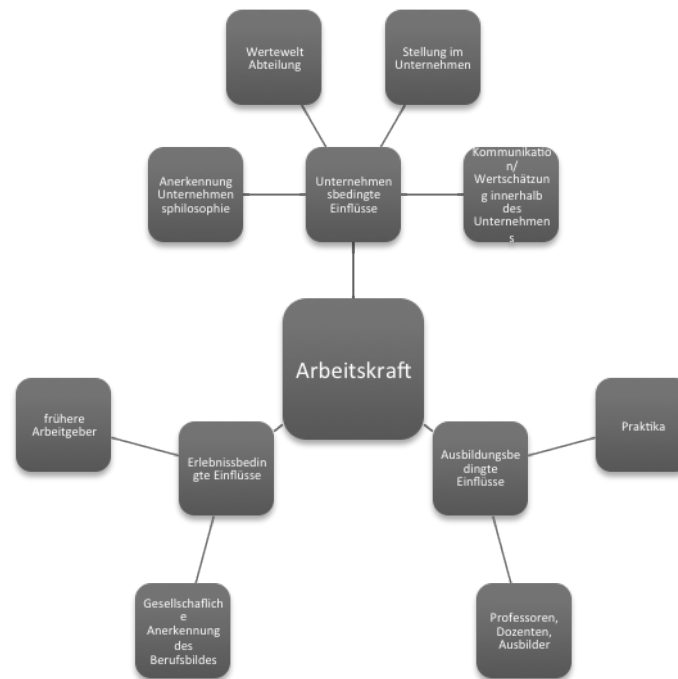 Wertewelt
Abteilung
Stellung im
Unternehmen
Anerkennung
Unternehmen
sphilosophie
Unternehmen
sbedingte
Einflüsse
Kommunikatio
n/
Wertschätzun
g innerhalb
des
Unternehmen
s
Arbeitskraft
frühere
Arbeitgeber
Erlebnissbedin
gte Einflüsse
Ausbildungsbe
dingte
Einflüsse
Praktika
Gesellschaflich
e
Anerkennung
des
Berufsbildes
Professoren,
Dozenten,
Ausbilder